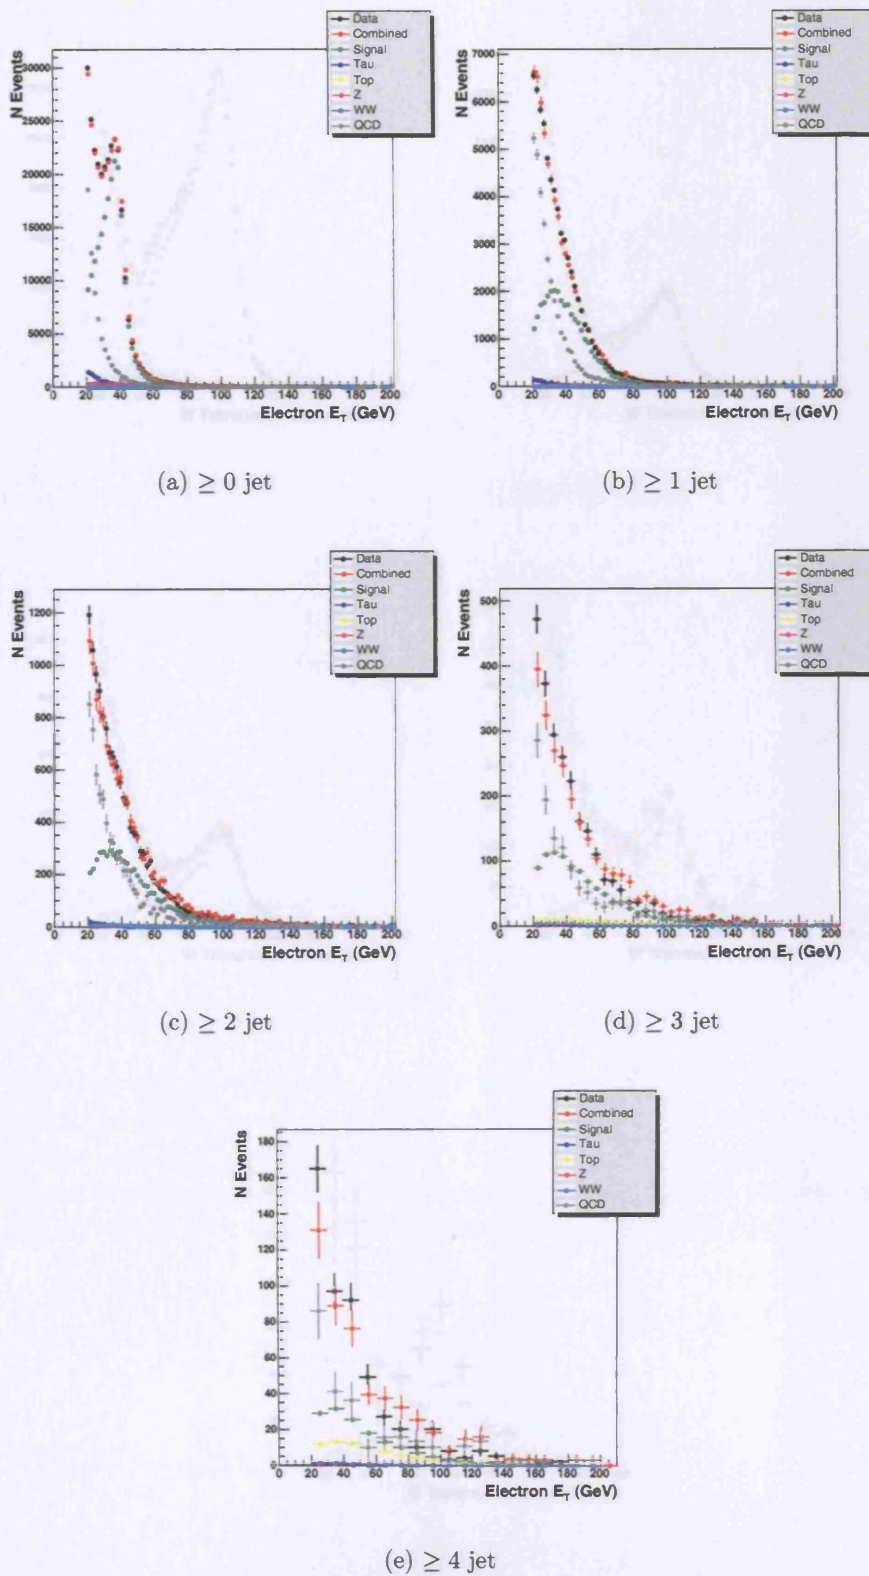 Data
Combined
Signal
Tau
Top
Z
WW
QCD
N Events
30000
25000
20000
15000
10000
5000
0
0 20 40 60 80 100 120 140 160 180 200
Electron E_T (GeV)
(a) ≥ 0 jet
Data
Combined
Signal
Tau
Top
Z
WW
QCD
N Events
7000
6000
5000
4000
3000
2000
1000
0
0 20 40 60 80 100 120 140 160 180 200
Electron E_T (GeV)
(b) ≥ 1 jet
Data
Combined
Signal
Tau
Top
Z
WW
QCD
N Events
1200
1000
800
600
400
200
0
0 20 40 60 80 100 120 140 160 180 200
Electron E_T (GeV)
(c) ≥ 2 jet
Data
Combined
Signal
Tau
Top
Z
WW
QCD
N Events
500
400
300
200
100
0
0 20 40 60 80 100 120 140 160 180 200
Electron E_T (GeV)
(d) ≥ 3 jet
Data
Combined
Signal
Tau
Top
Z
WW
QCD
N Events
180
160
140
120
100
80
60
40
20
0
0 20 40 60 80 100 120 140 160 180 200
Electron E_T (GeV)
(e) ≥ 4 jet